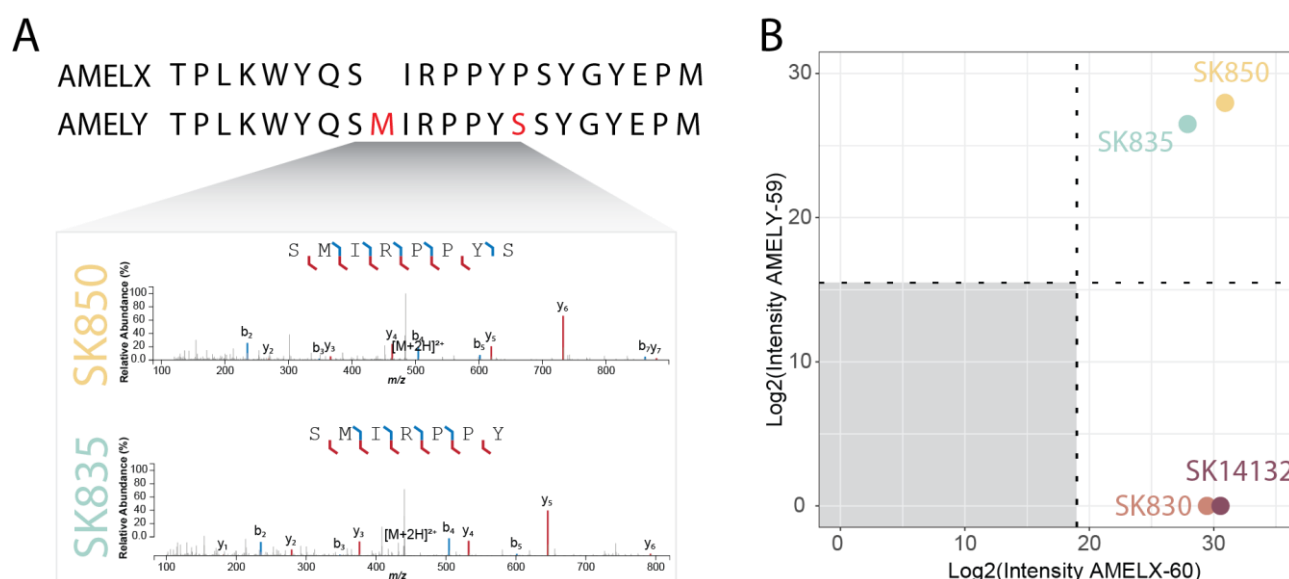 A
AMELX TPLKWYQS IRPPYPSYGYEPM
AMELY TPLKWYQSMIRPPYSSYGYEPM
SK850
S M I R P P Y S
Relative Abundance (%)
100
80
60
40
20
0.0
b2
y2
b3
y3
y4
[M+2H]2+
b4
b5
y5
y6
b7
y7
100 200 300 400 500 600 700 800
m/z
SK835
S M I R P P Y
Relative Abundance (%)
100
80
60
40
20
0.0
y1
b2
y2
b3
y3
[M+2H]2+
b4
y4
b5
y5
y6
100 200 300 400 500 600 700 800
m/z
B
Log2(Intensity AMELY-59)
30
20
10
0
SK850
SK835
SK14132
SK830
0 10 20 30
Log2(Intensity AMELX-60)